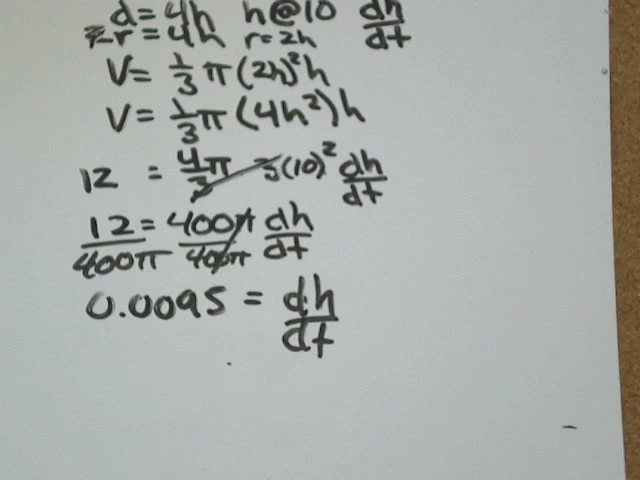 d = 4h h @ 10 dh/dt
2r = 4h r = 2h
V = 1/3 π (2h)² h
V = 1/3 π (4h²) h
12 = 4/3 π 3(10)² dh/dt
12/400π = 400π/400π dh/dt
0.0095 = dh/dt